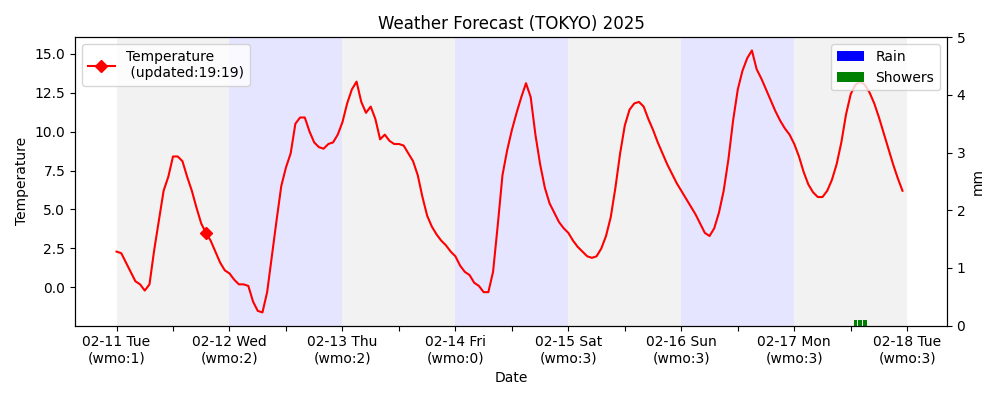 Weather Forecast (TOKYO) 2025
Temperature
(updated:19:19)
Rain
Showers
15.0
12.5
10.0
7.5
5.0
2.5
0.0
Temperature
5
4
3
2
1
0
mm
02-11 Tue
(wmo:1)
02-12 Wed
(wmo:2)
02-13 Thu
(wmo:2)
02-14 Fri
(wmo:0)
02-15 Sat
(wmo:3)
02-16 Sun
(wmo:3)
02-17 Mon
(wmo:3)
02-18 Tue
(wmo:3)
Date